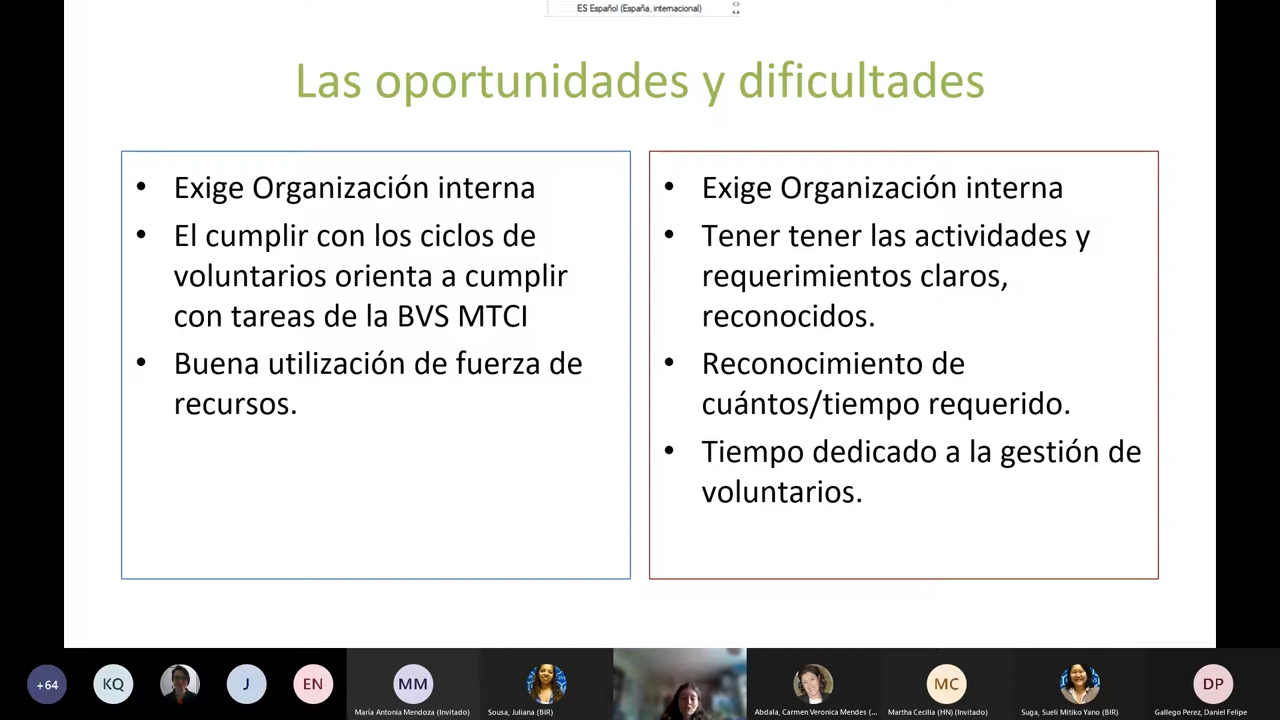 ES Español (España, internacional)
Las oportunidades y dificultades
• Exige Organización interna
• El cumplir con los ciclos de
voluntarios orienta a cumplir
con tareas de la BVS MTCI
• Buena utilización de fuerza de
recursos.
• Exige Organización interna
• Tener tener las actividades y
requerimientos claros,
reconocidos.
• Reconocimiento de
cuántos/tiempo requerido.
• Tiempo dedicado a la gestión de
voluntarios.
+64
KQ
J
EN
MM
MC
DP
María Antonia Mendoza (Invitado)
Sousa, Juliana (BIR)
Abdala, Carmen Veronica Mendes (...
Martha Cecilia (HN) (Invitado)
Suga, Sueli Mitiko Yano (BIR)
Gallego Perez, Daniel Felipe